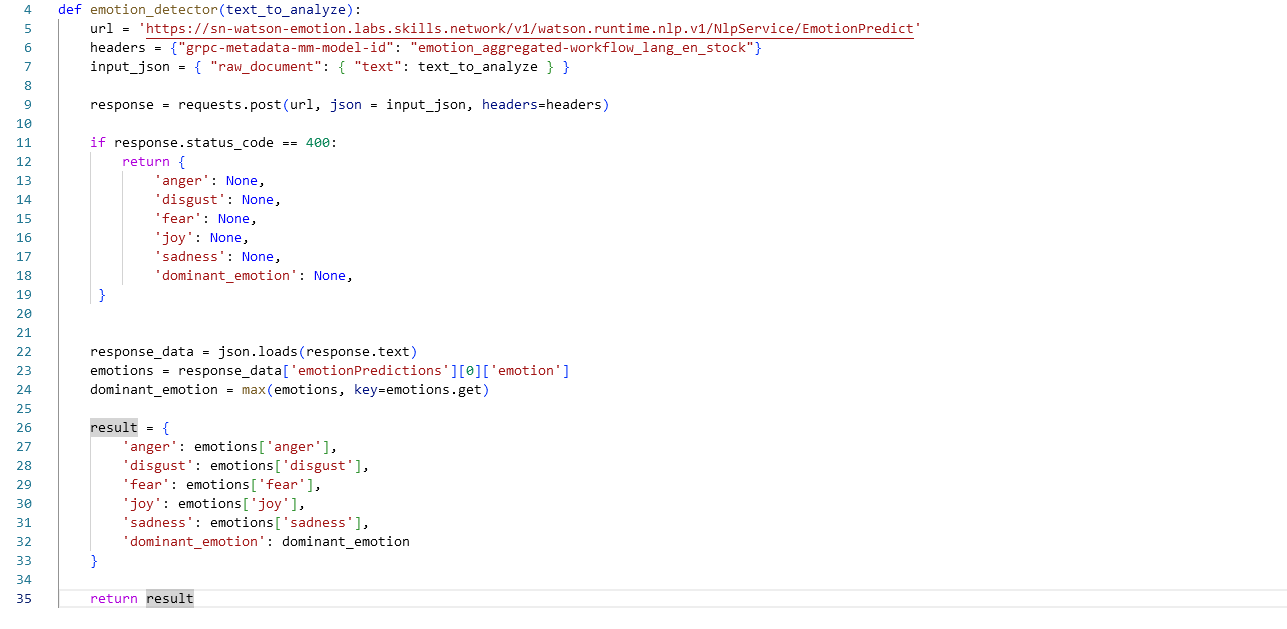 4 def emotion_detector(text_to_analyze):
5     url = 'https://sn-watson-emotion.labs.skills.network/v1/watson.runtime.nlp.v1/NlpService/EmotionPredict'
6     headers = {"grpc-metadata-mm-model-id": "emotion_aggregated-workflow_lang_en_stock"}
7     input_json = { "raw_document": { "text": text_to_analyze } }
8
9     response = requests.post(url, json = input_json, headers=headers)
10
11     if response.status_code == 400:
12         return {
13             'anger': None,
14             'disgust': None,
15             'fear': None,
16             'joy': None,
17             'sadness': None,
18             'dominant_emotion': None,
19      }
20
21
22     response_data = json.loads(response.text)
23     emotions = response_data['emotionPredictions'][0]['emotion']
24     dominant_emotion = max(emotions, key=emotions.get)
25
26     result = {
27         'anger': emotions['anger'],
28         'disgust': emotions['disgust'],
29         'fear': emotions['fear'],
30         'joy': emotions['joy'],
31         'sadness': emotions['sadness'],
32         'dominant_emotion': dominant_emotion
33     }
34
35     return result